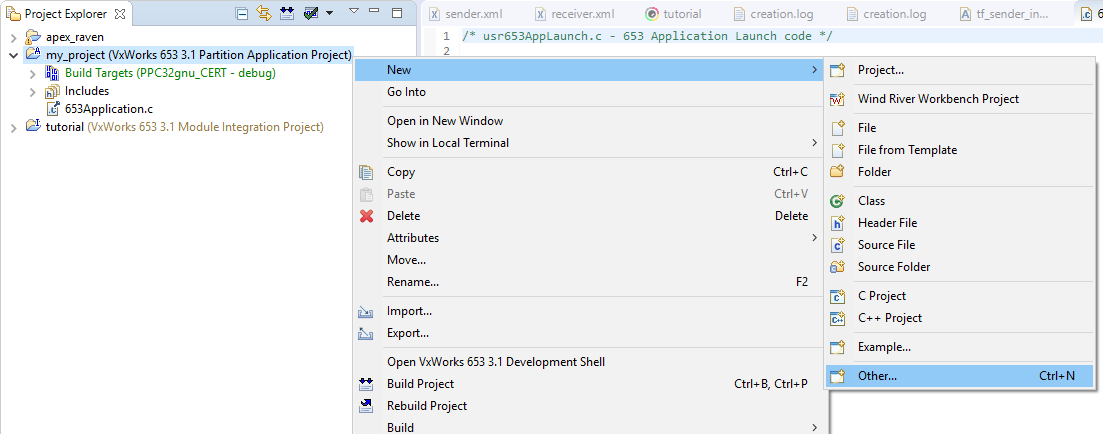 Project Explorer
apex_raven
my_project (VxWorks 653 3.1 Partition Application Project)
Build Targets (PPC32gnu_CERT - debug)
Includes
653Application.c
tutorial (VxWorks 653 3.1 Module Integration Project)
sender.xml
receiver.xml
tutorial
creation.log
creation.log
tf_sender_in...
6
1 /* usr653AppLaunch.c - 653 Application Launch code */
2
New
Go Into
Open in New Window
Show in Local Terminal
Copy Ctrl+C
Paste Ctrl+V
Delete Delete
Attributes
Move...
Rename... F2
Import...
Export...
Open VxWorks 653 3.1 Development Shell
Build Project Ctrl+B, Ctrl+P
Rebuild Project
Build
Project...
Wind River Workbench Project
File
File from Template
Folder
Class
Header File
Source File
Source Folder
C Project
C++ Project
Example...
Other... Ctrl+N